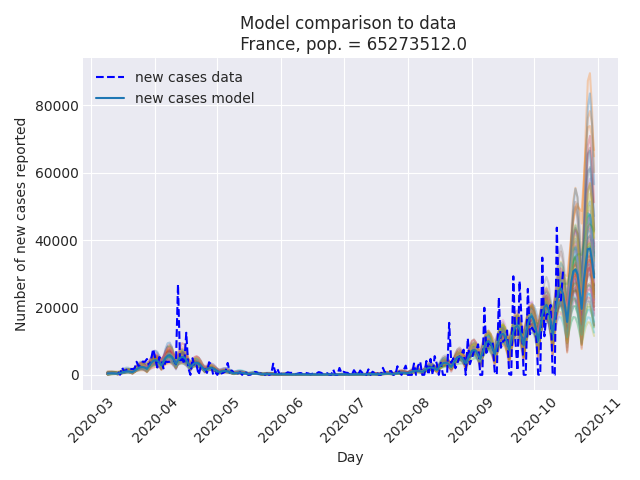 Model comparison to data
France, pop. = 65273512.0
new cases data
new cases model
Number of new cases reported
80000
60000
40000
20000
0
2020-03
2020-04
2020-05
2020-06
2020-07
2020-08
2020-09
2020-10
2020-11
Day